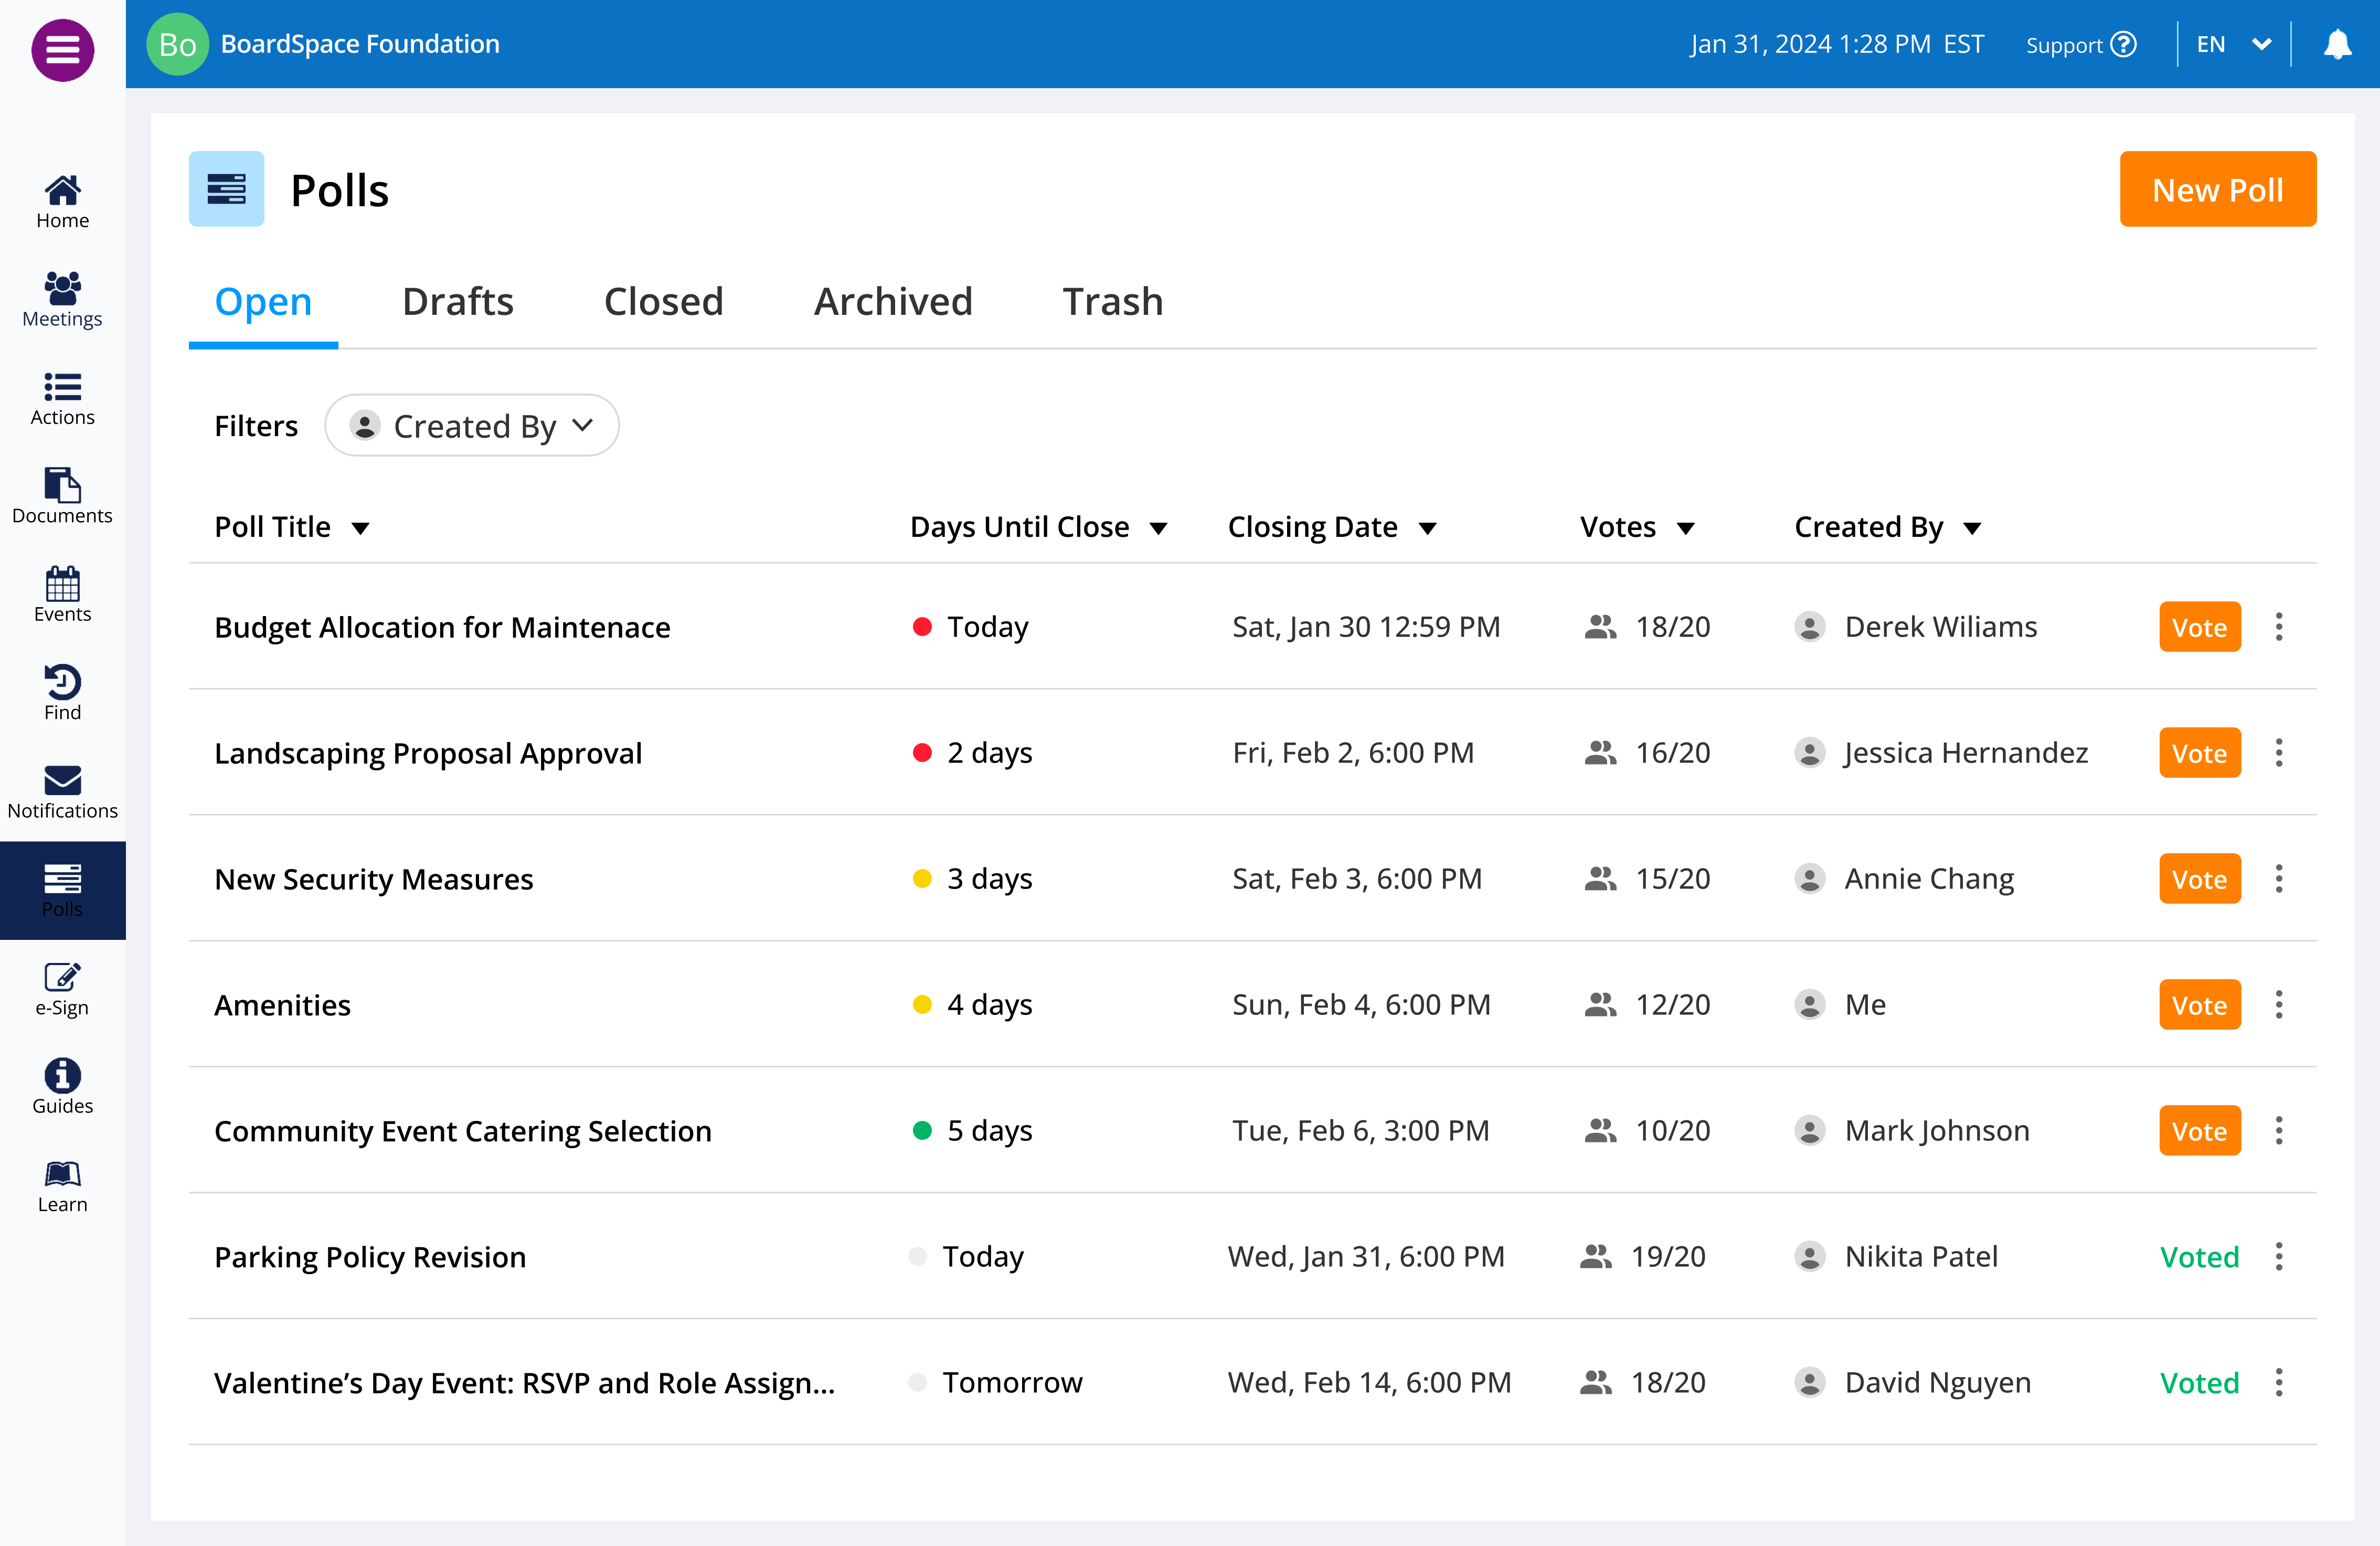 Bo BoardSpace Foundation Jan 31, 2024 1:28 PM EST Support ? EN
Home
Meetings
Actions
Documents
Events
Find
Notifications
Polls
e-Sign
Guides
Learn
Polls New Poll
Open Drafts Closed Archived Trash
Filters Created By
Poll Title Days Until Close Closing Date Votes Created By
Budget Allocation for Maintenace Today Sat, Jan 30 12:59 PM 18/20 Derek Wiliams Vote
Landscaping Proposal Approval 2 days Fri, Feb 2, 6:00 PM 16/20 Jessica Hernandez Vote
New Security Measures 3 days Sat, Feb 3, 6:00 PM 15/20 Annie Chang Vote
Amenities 4 days Sun, Feb 4, 6:00 PM 12/20 Me Vote
Community Event Catering Selection 5 days Tue, Feb 6, 3:00 PM 10/20 Mark Johnson Vote
Parking Policy Revision Today Wed, Jan 31, 6:00 PM 19/20 Nikita Patel Voted
Valentine’s Day Event: RSVP and Role Assign... Tomorrow Wed, Feb 14, 6:00 PM 18/20 David Nguyen Voted